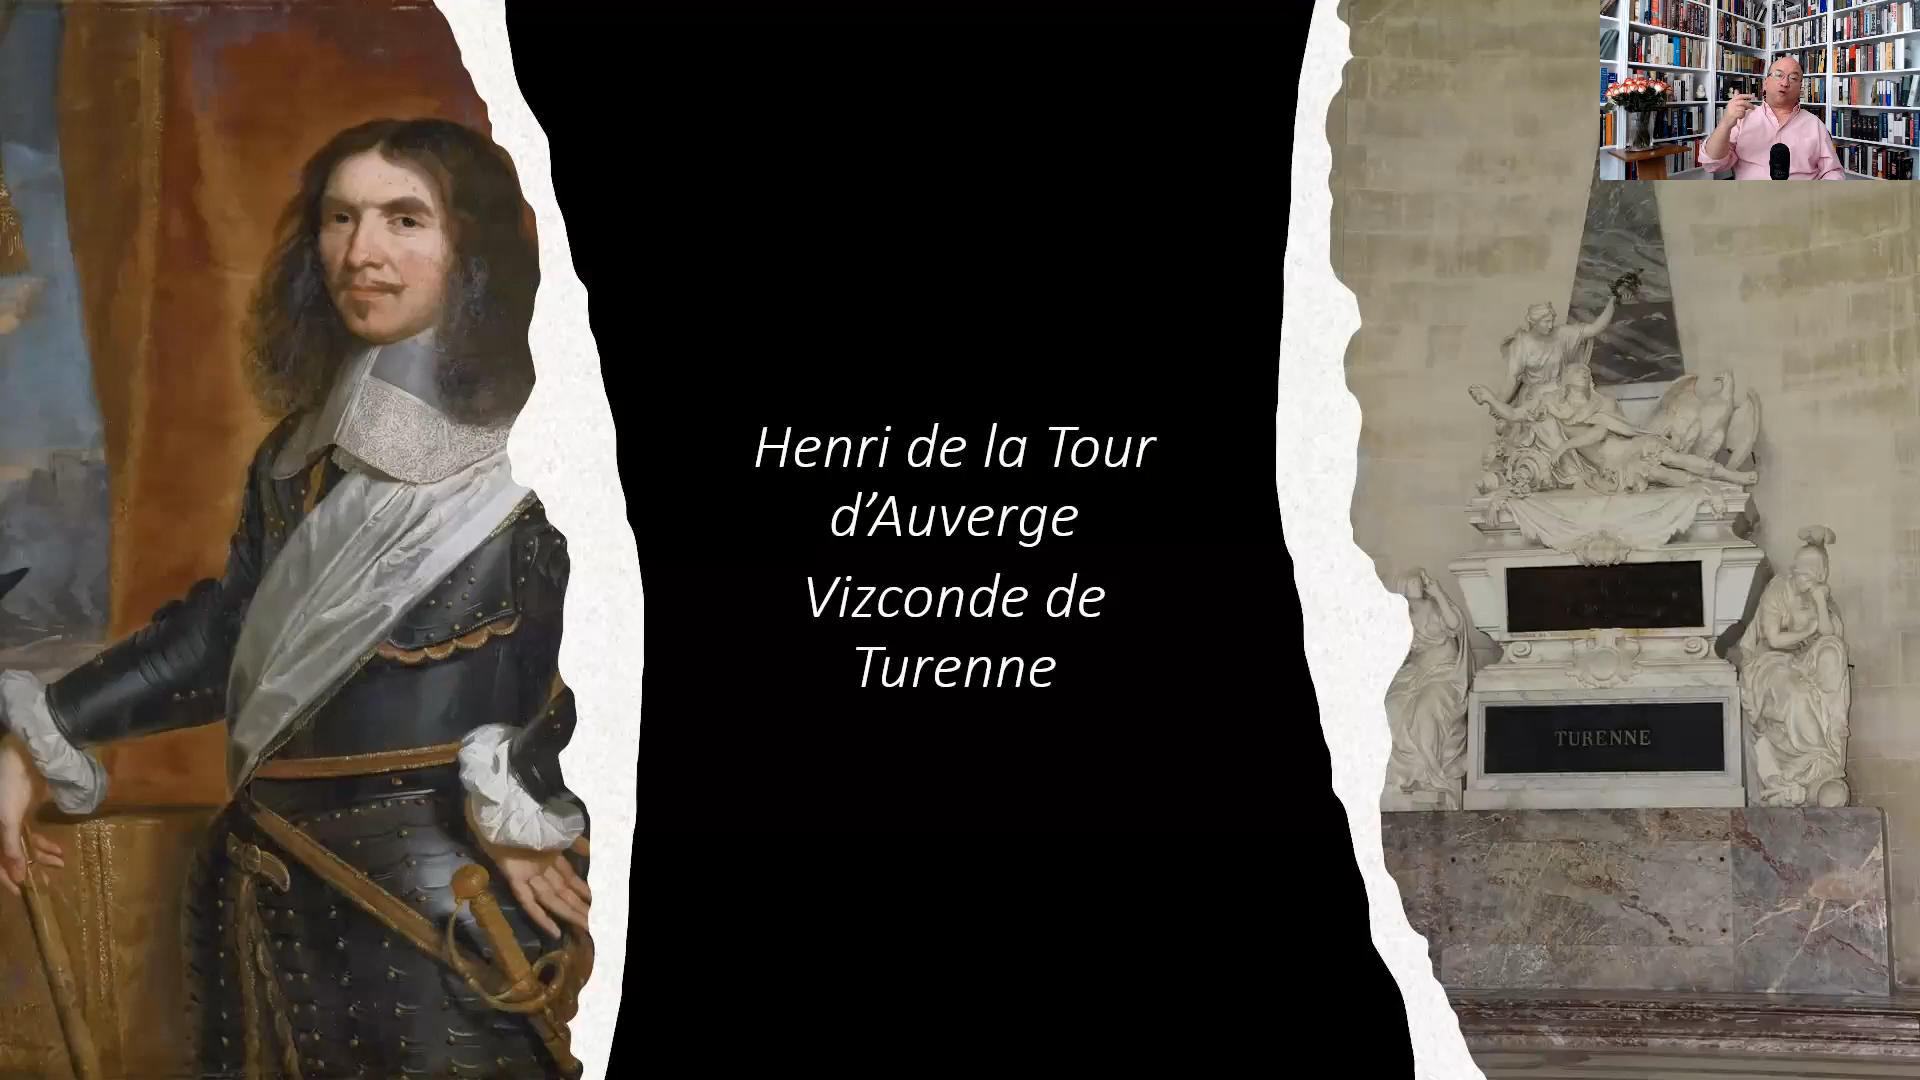 Henri de la Tour
d’Auverge
Vizconde de
Turenne
TURENNE